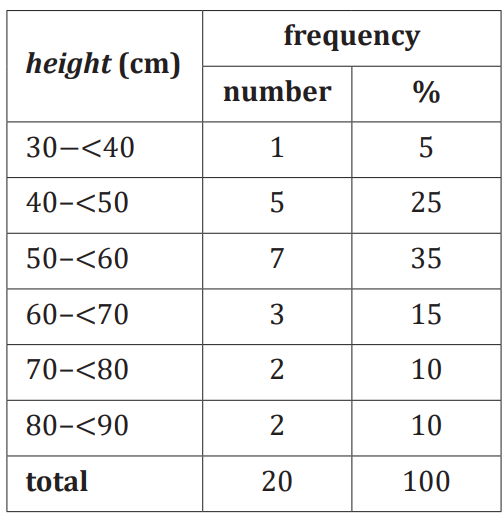 frequency
height (cm)
number %
30–<40 1 5
40–<50 5 25
50–<60 7 35
60–<70 3 15
70–<80 2 10
80–<90 2 10
total 20 100